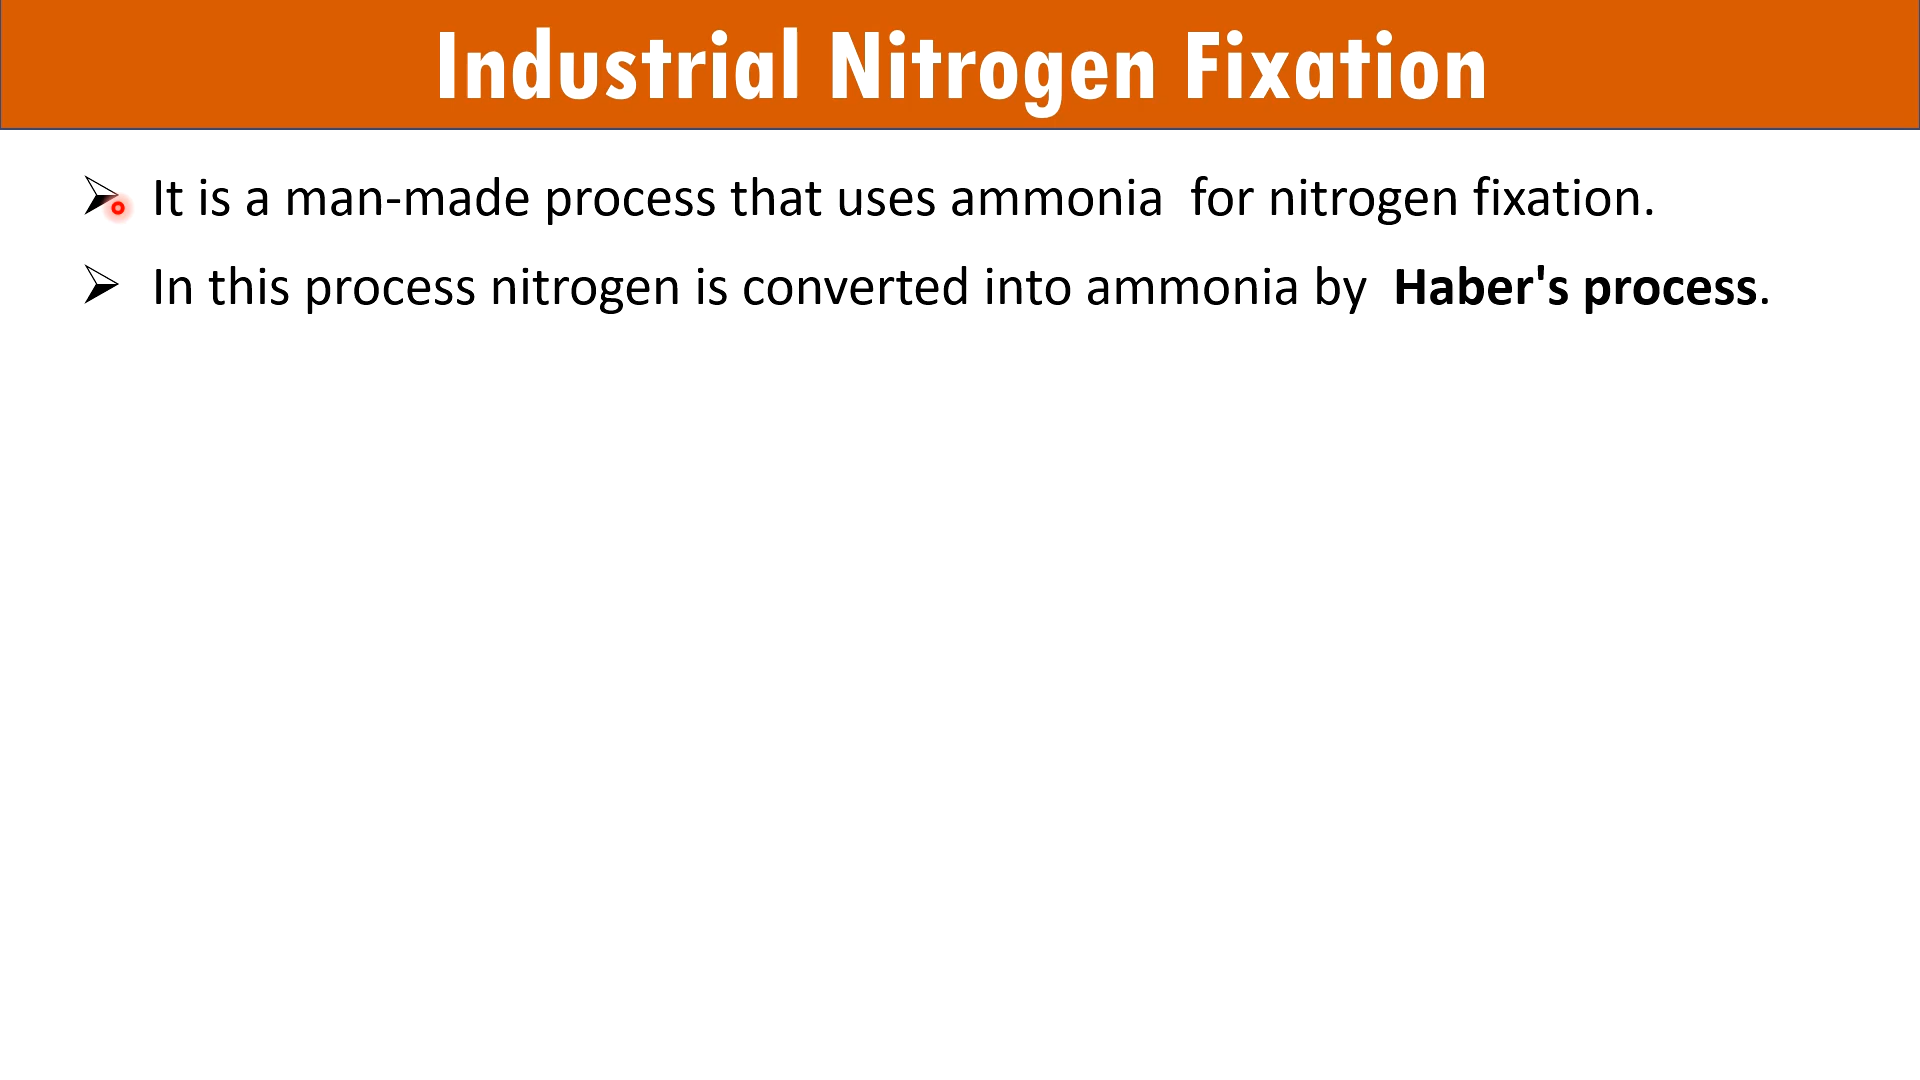 Industrial Nitrogen Fixation
➢ It is a man-made process that uses ammonia  for nitrogen fixation.
➢ In this process nitrogen is converted into ammonia by  Haber's process.